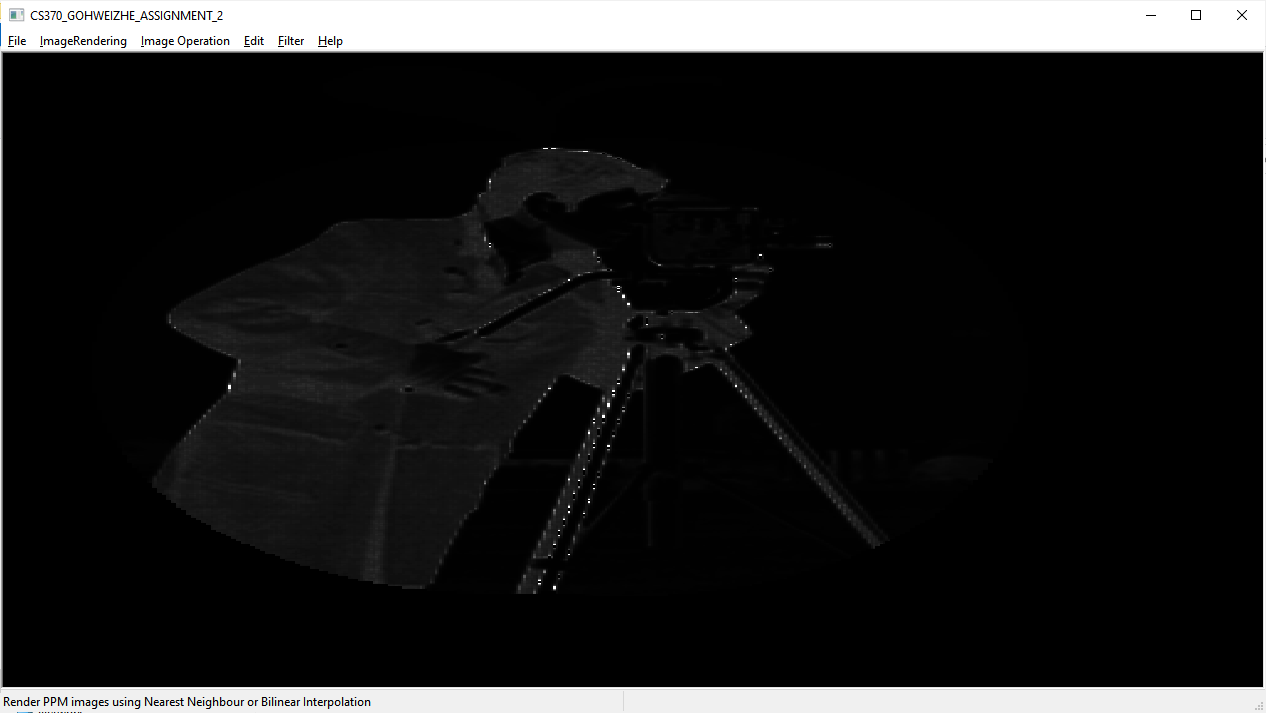 CS370_GOHWEIZHE_ASSIGNMENT_2
File ImageRendering Image Operation Edit Filter Help
Render PPM images using Nearest Neighbour or Bilinear Interpolation